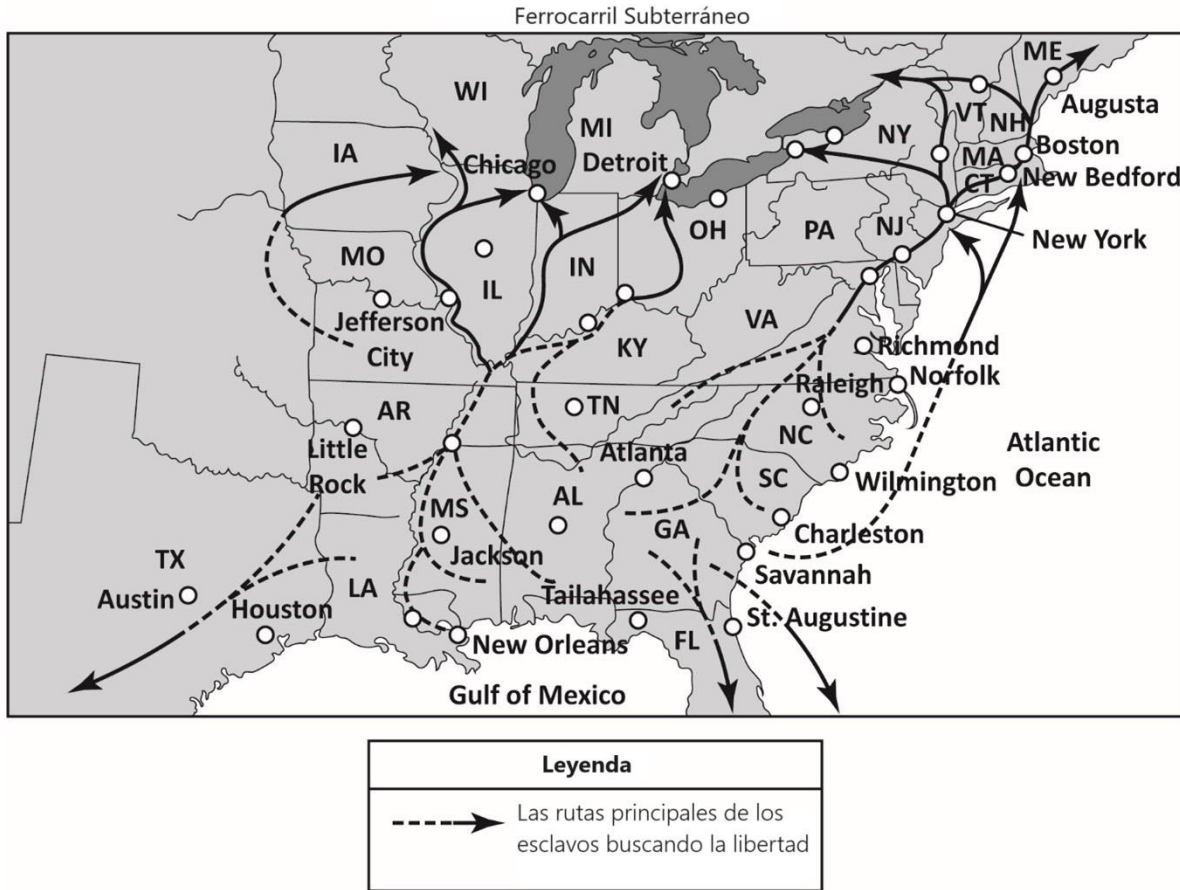 Ferrocarril Subterráneo
ME
WI
Augusta
VT
MI
NY
NH
IA
Boston
Chicago
Detroit
MA
CT
New Bedford
OH
PA
NJ
New York
MO
IN
IL
Jefferson
City
VA
KY
Richmond
Raleigh
Norfolk
AR
TN
NC
Little
Rock
Atlanta
Atlantic
Ocean
SC
Wilmington
MS
AL
GA
Charleston
Jackson
TX
Savannah
LA
Austin
Houston
Tailahassee
St. Augustine
New Orleans
FL
Gulf of Mexico
Leyenda
Las rutas principales de los
esclavos buscando la libertad